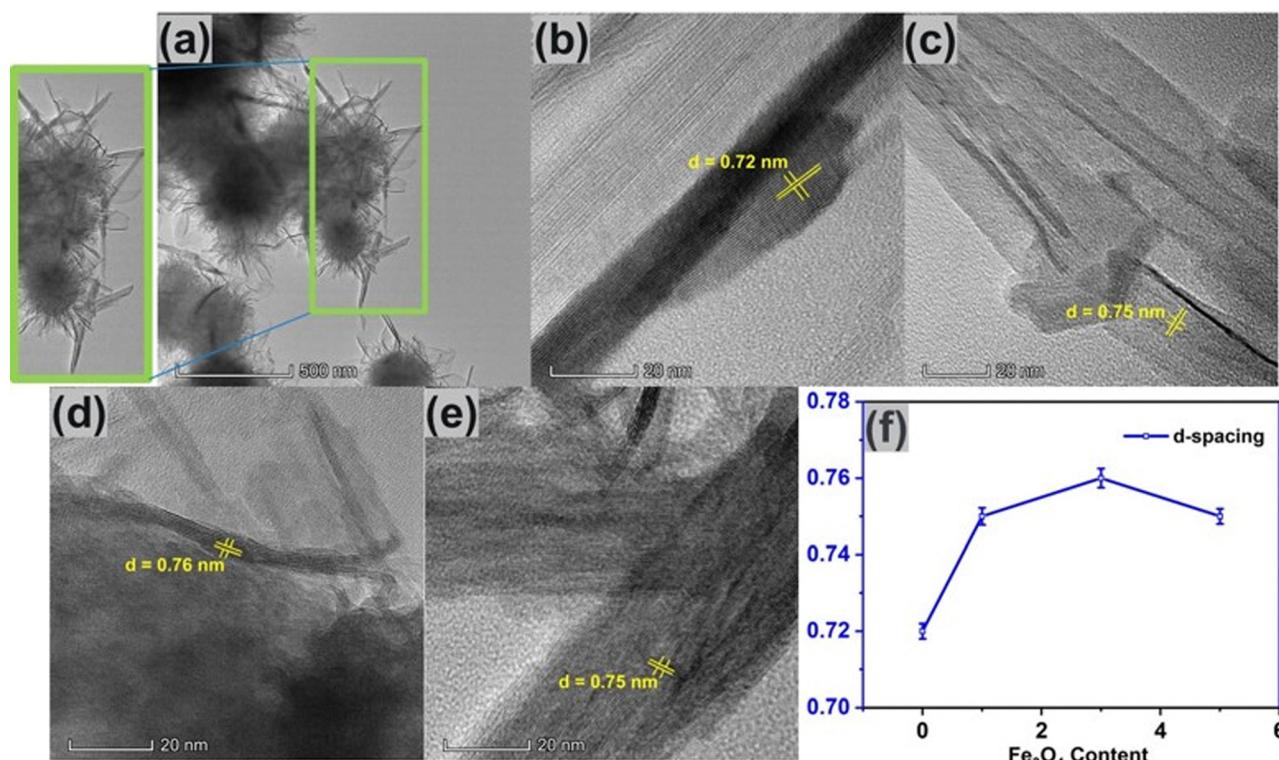 (a)
500 nm
(b)
d = 0.72 nm
20 nm
(c)
d = 0.75 nm
20 nm
(d)
d = 0.76 nm
20 nm
(e)
d = 0.75 nm
20 nm
(f)
d-spacing
0.78
0.76
0.74
0.72
0.70
0 2 4 6
Content